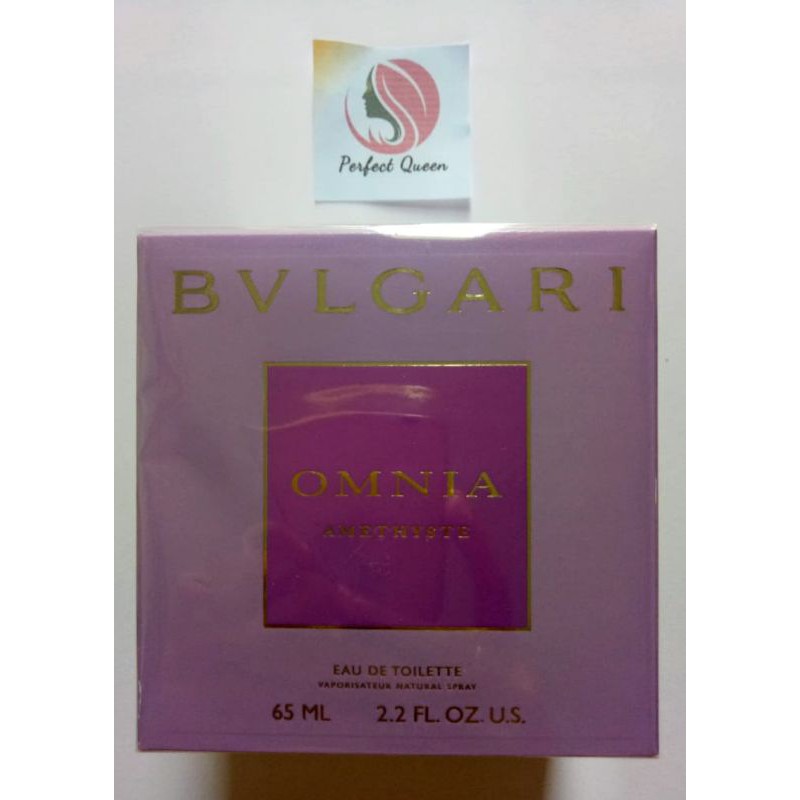 Perfect Queen
BVLGARI
OMNIA
AMETHYSTE
EAU DE TOILETTE
VAPORISATEUR NATURAL SPRAY
65 ML 2.2 FL. OZ. U.S.